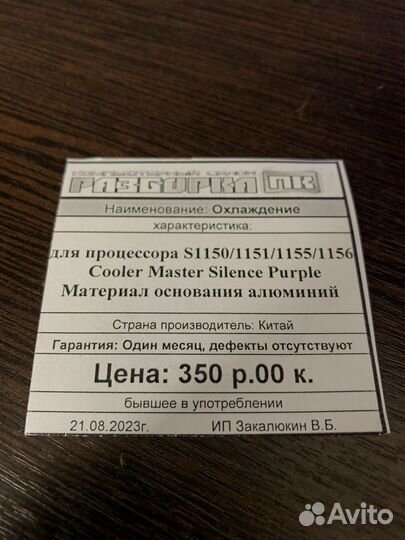 КОМПЬЮТЕРНЫЙ САЛОН
РАЗБОРКА ПК
Наименование: Охлаждение
характеристика:
для процессора S1150/1151/1155/1156
Cooler Master Silence Purple
Материал основания алюминий
Страна производитель: Китай
Гарантия: Один месяц, дефекты отсутствуют
Цена: 350 р.00 к.
бывшее в употреблении
21.08.2023г. ИП Закалюкин В.Б.
Avito